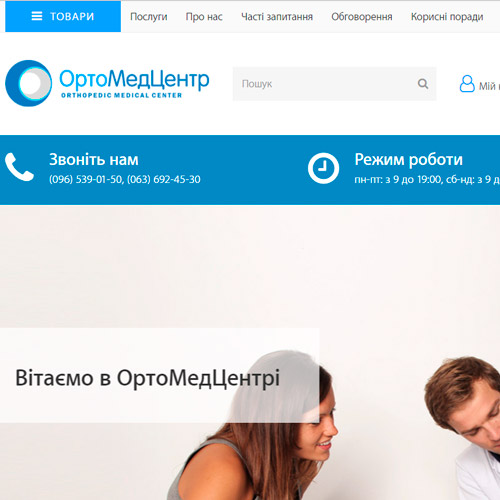 ТОВАРИ Послуги Про нас Часті запитання Обговорення Корисні поради
ОртоМедЦентр
ORTHOPEDIC MEDICAL CENTER
Пошук
Мій
Звоніть нам
(096) 539-01-50, (063) 692-45-30
Режим роботи
пн-пт: з 9 до 19:00, сб-нд: з 9 д
Вітаємо в ОртоМедЦентрі